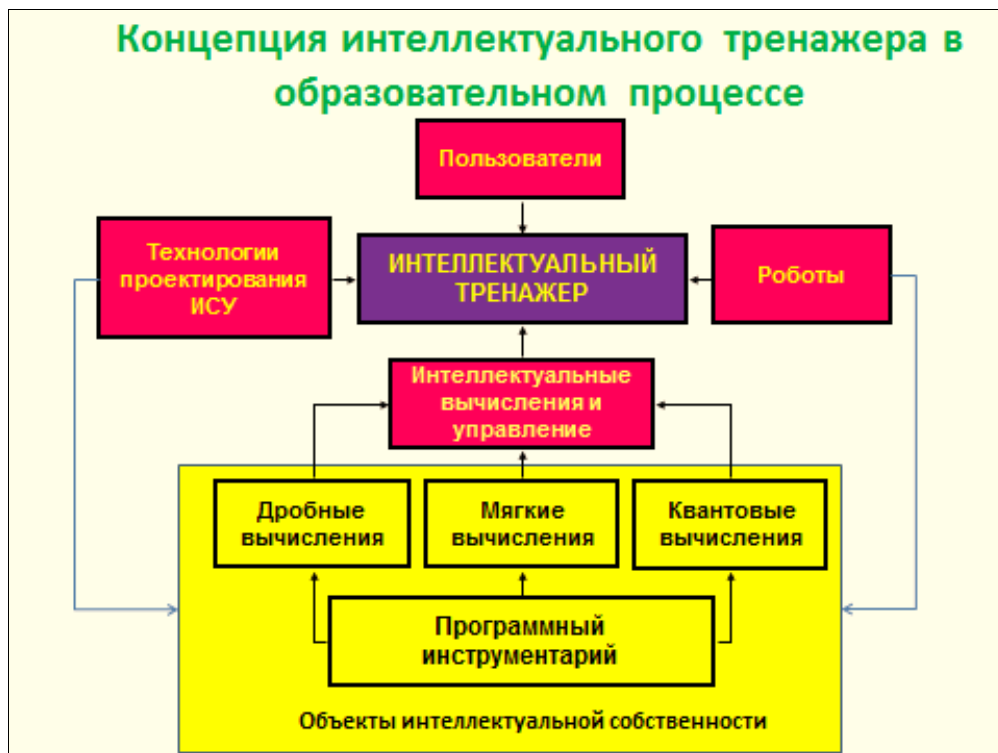 Концепция интеллектуального тренажера в
образовательном процессе
Пользователи
Технологии
проектирования
ИСУ
ИНТЕЛЛЕКТУАЛЬНЫЙ
ТРЕНАЖЕР
Роботы
Интеллектуальные
вычисления и
управление
Дробные
вычисления
Мягкие
вычисления
Квантовые
вычисления
Программный
инструментарий
Объекты интеллектуальной собственности